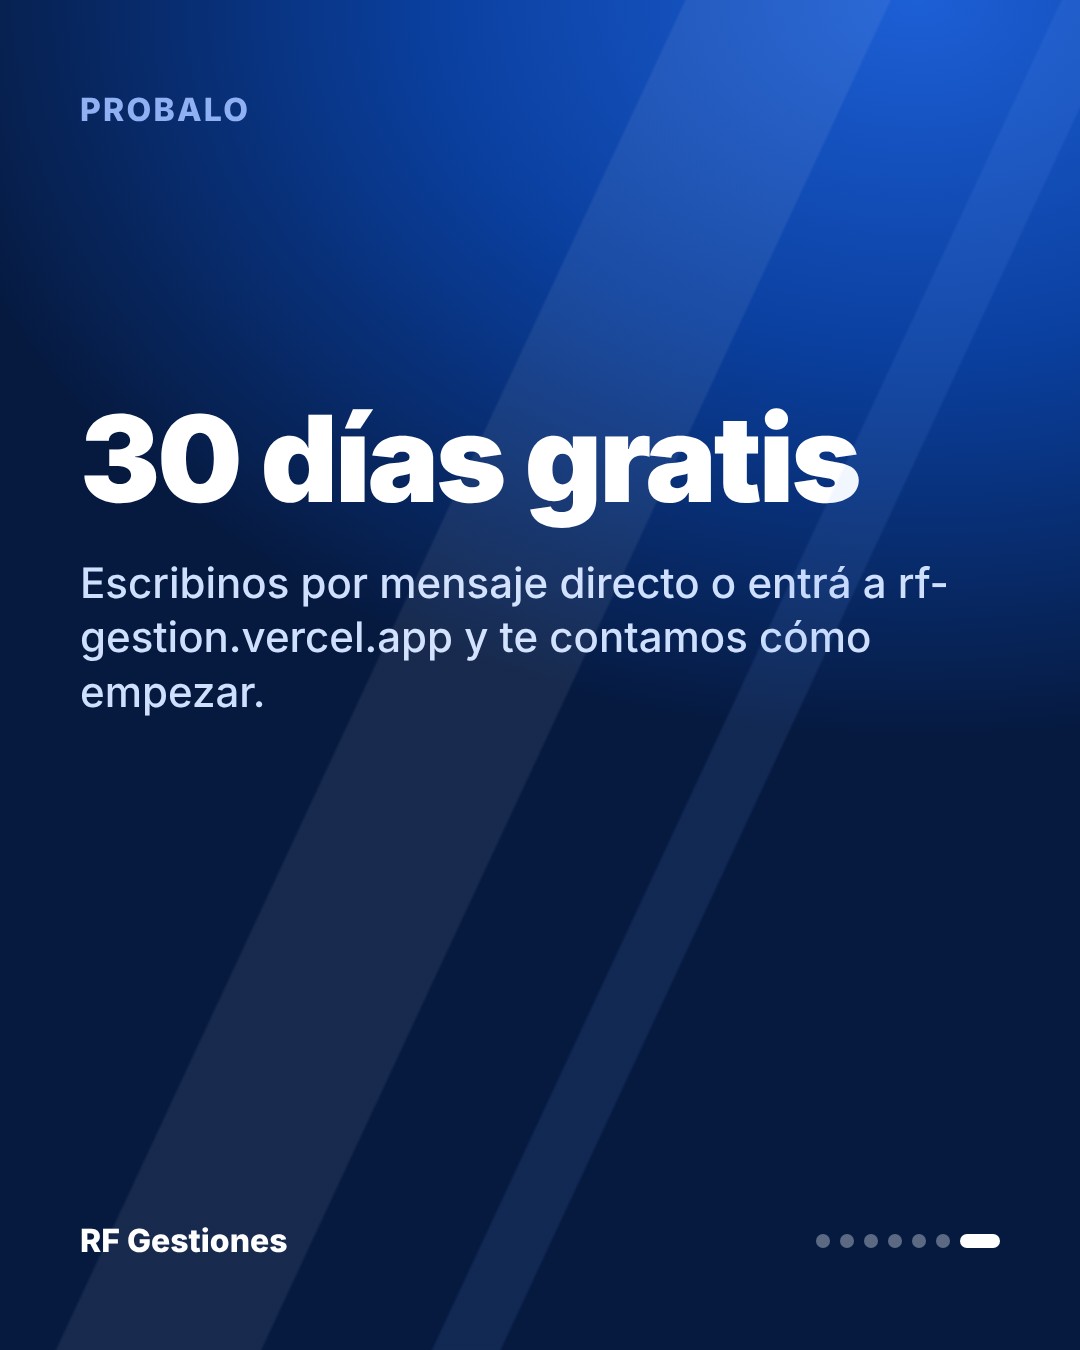 PROBALO
30 días gratis
Escribinos por mensaje directo o entrá a rf-
gestion.vercel.app y te contamos cómo
empezar.
RF Gestiones